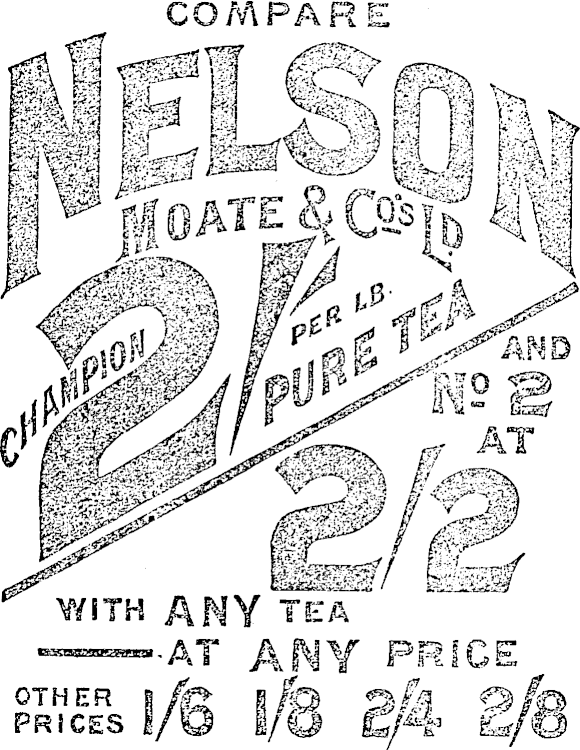 COMPARE
NELSON
MOATE & Co's LD.
CHAMPION 2/ PER LB.
PURE TEA
AND
No 2
AT
2/2
WITH ANY TEA
AT ANY PRICE
OTHER PRICES 1/6 1/8 2/4 2/8